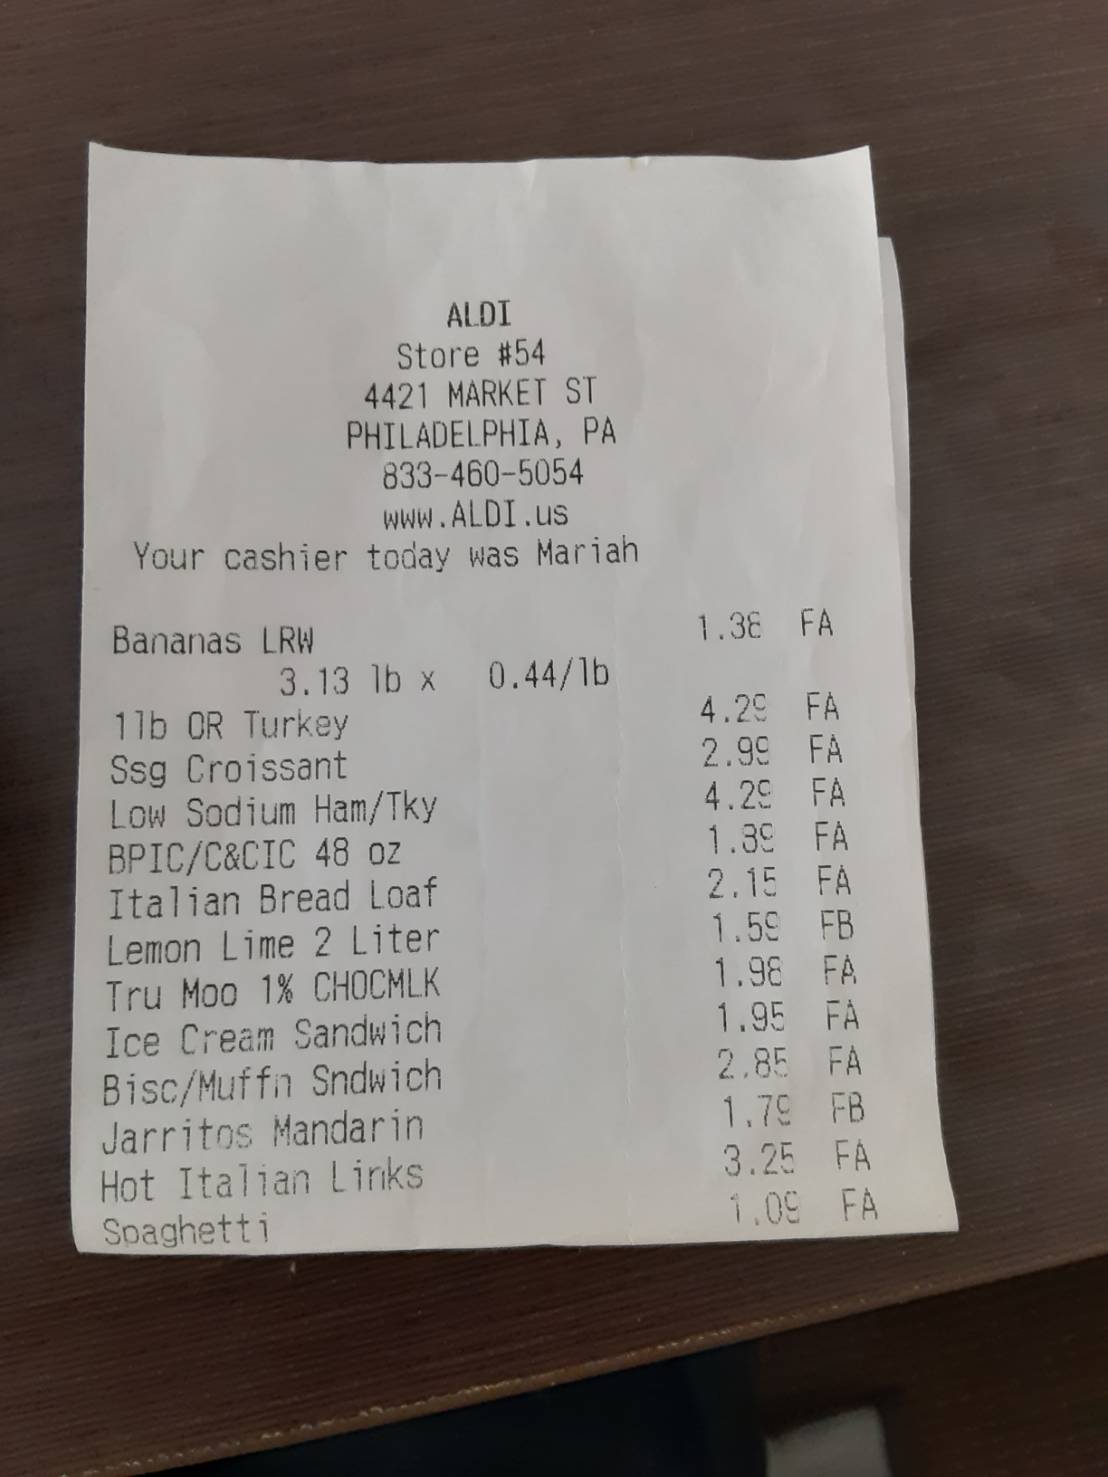 ALDI
Store #54
4421 MARKET ST
PHILADELPHIA, PA
833-460-5054
www.ALDI.us
Your cashier today was Mariah
Bananas LRW 1.38 FA
3.13 lb x 0.44/lb
1lb OR Turkey 4.29 FA
Ssg Croissant 2.99 FA
Low Sodium Ham/Tky 4.29 FA
BPIC/C&CIC 48 oz 1.89 FA
Italian Bread Loaf 2.15 FA
Lemon Lime 2 Liter 1.59 FB
Tru Moo 1% CHOCMLK 1.98 FA
Ice Cream Sandwich 1.95 FA
Bisc/Muffn Sndwich 2.85 FA
Jarritos Mandarin 1.79 FB
Hot Italian Links 3.25 FA
Spaghetti 1.09 FA